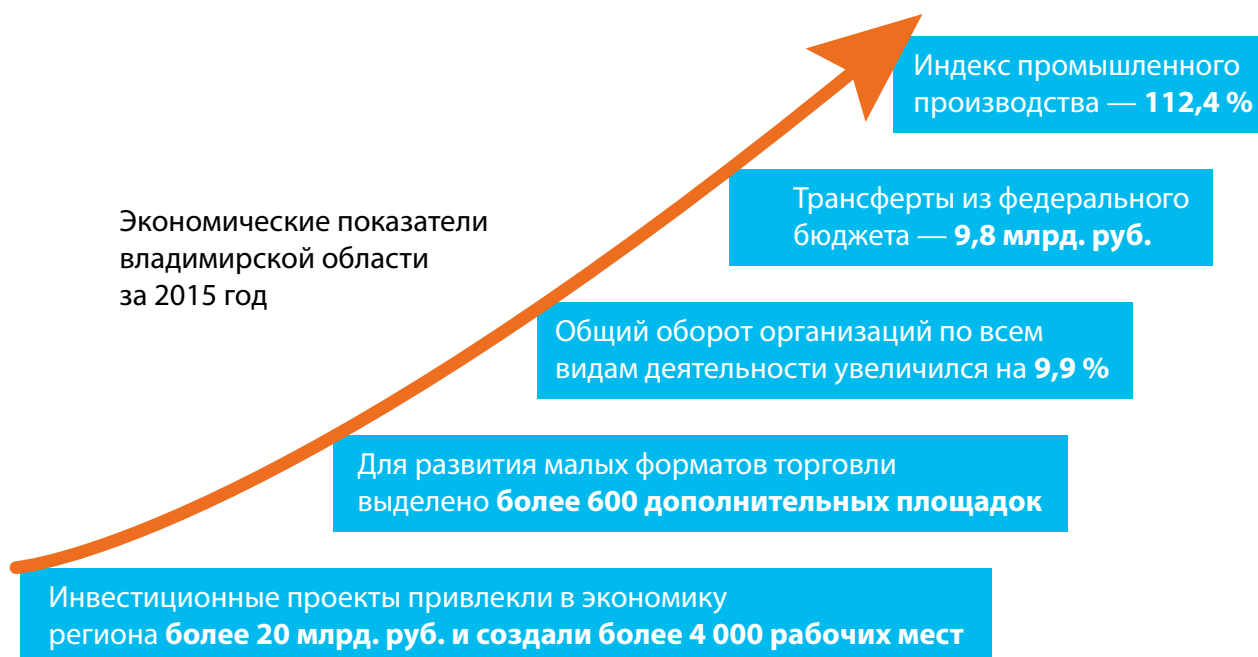 Индекс промышленного
производства — 112,4 %
Трансферты из федерального
бюджета — 9,8 млрд. руб.
Экономические показатели
владимирской области
за 2015 год
Общий оборот организаций по всем
видам деятельности увеличился на 9,9 %
Для развития малых форматов торговли
выделено более 600 дополнительных площадок
Инвестиционные проекты привлекли в экономику
региона более 20 млрд. руб. и создали более 4 000 рабочих мест